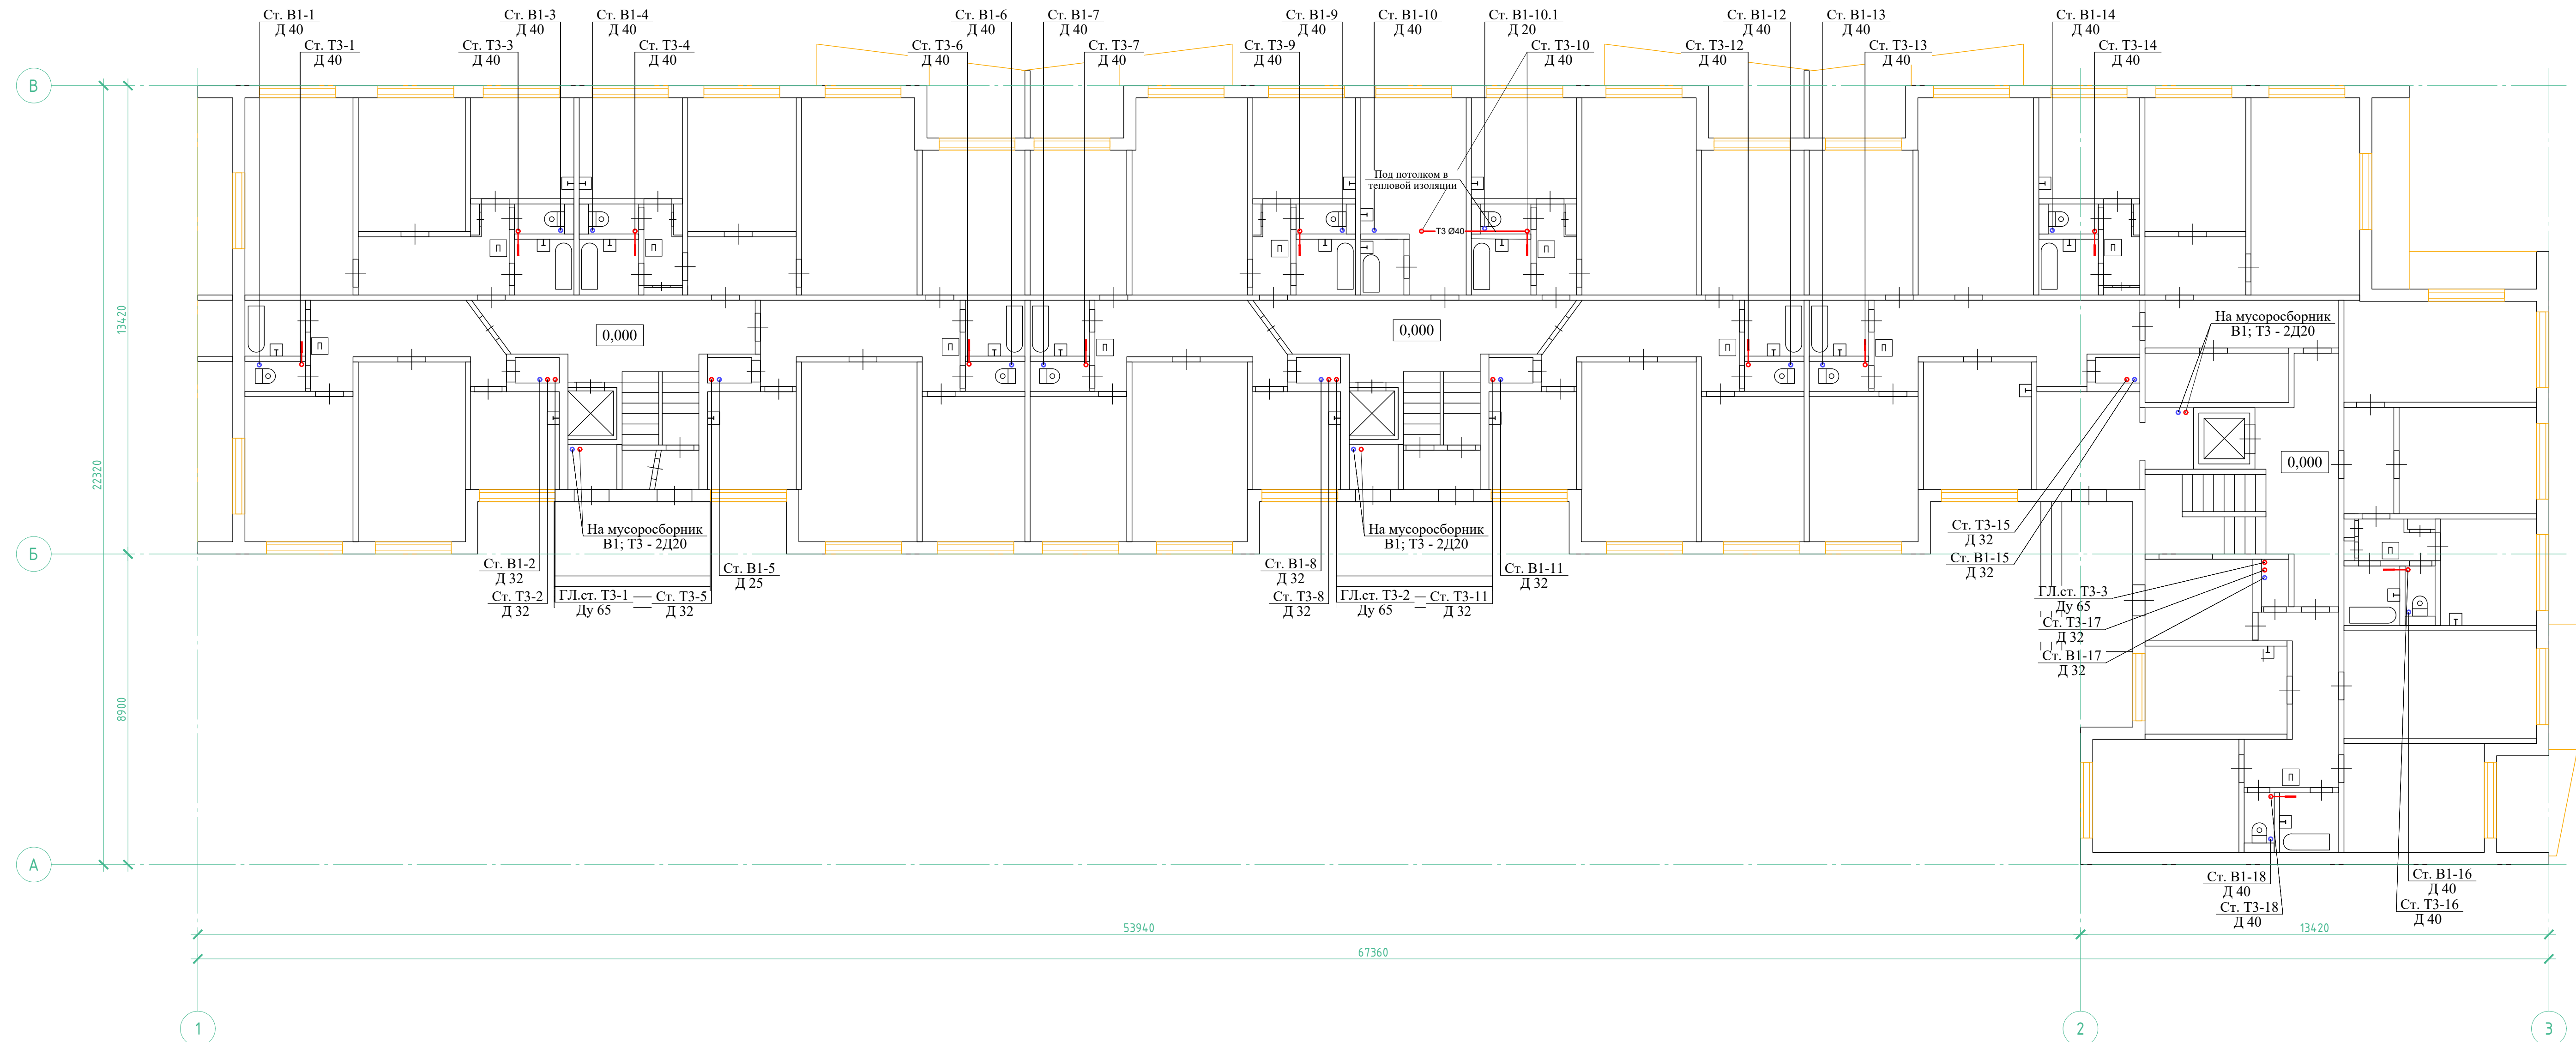 Ст. В1-1
Д 40
Ст. Т3-1
Д 40
Ст. В1-3
Д 40
Ст. Т3-3
Д 40
Ст. В1-4
Д 40
Ст. Т3-4
Д 40
Ст. В1-6
Д 40
Ст. Т3-6
Д 40
Ст. В1-7
Д 40
Ст. Т3-7
Д 40
Ст. В1-9
Д 40
Ст. Т3-9
Д 40
Ст. В1-10
Д 40
Ст. В1-10.1
Д 20
Ст. Т3-10
Д 40
Ст. В1-12
Д 40
Ст. Т3-12
Д 40
Ст. В1-13
Д 40
Ст. Т3-13
Д 40
Ст. В1-14
Д 40
Ст. Т3-14
Д 40
В
Под потолком в
тепловой изоляции
Т3 Ø40
П
П
П
П
П
13420
0,000
0,000
На мусоросборник
В1; Т3 - 2Д20
П
П
П
П
П
22320
0,000
На мусоросборник
В1; Т3 - 2Д20
На мусоросборник
В1; Т3 - 2Д20
Б
П
Ст. В1-2
Д 32
Ст. Т3-2
Д 32
ГЛ.ст. Т3-1
Ду 65
Ст. В1-5
Д 25
Ст. Т3-5
Д 32
Ст. В1-8
Д 32
Ст. Т3-8
Д 32
ГЛ.ст. Т3-2
Ду 65
Ст. В1-11
Д 32
Ст. Т3-11
Д 32
Ст. Т3-15
Д 32
Ст. В1-15
Д 32
ГЛ.ст. Т3-3
Ду 65
Ст. Т3-17
Д 32
Ст. В1-17
Д 32
8900
П
А
Ст. В1-18
Д 40
Ст. Т3-18
Д 40
Ст. В1-16
Д 40
Ст. Т3-16
Д 40
53940
13420
67360
1
2
3